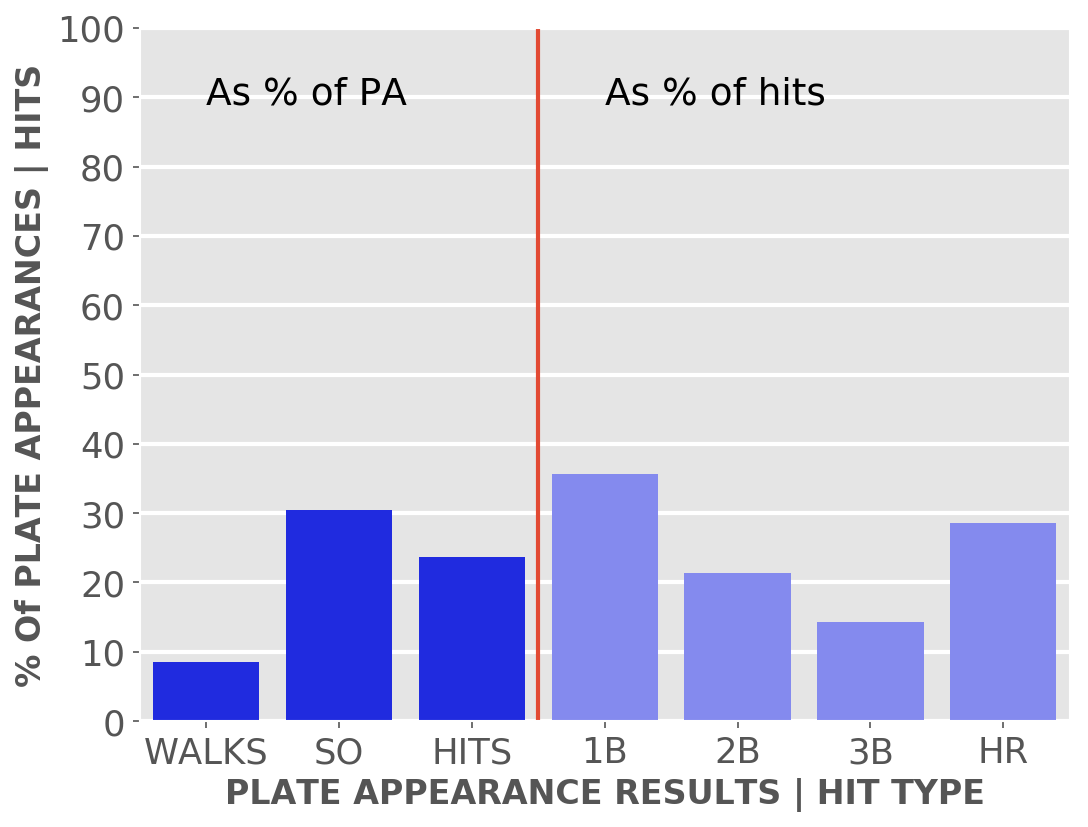 % Of PLATE APPEARANCES | HITS
100
90
80
70
60
50
40
30
20
10
0
As % of PA
As % of hits
WALKS SO HITS 1B 2B 3B HR
PLATE APPEARANCE RESULTS | HIT TYPE